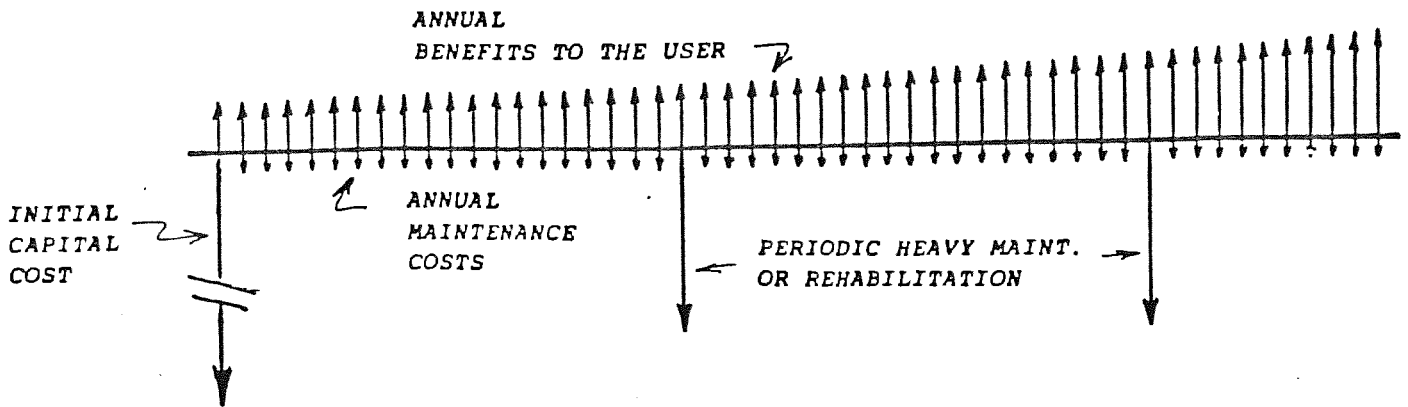 ANNUAL
BENEFITS TO THE USER
INITIAL
CAPITAL
COST
ANNUAL
MAINTENANCE
COSTS
PERIODIC HEAVY MAINT.
OR REHABILITATION